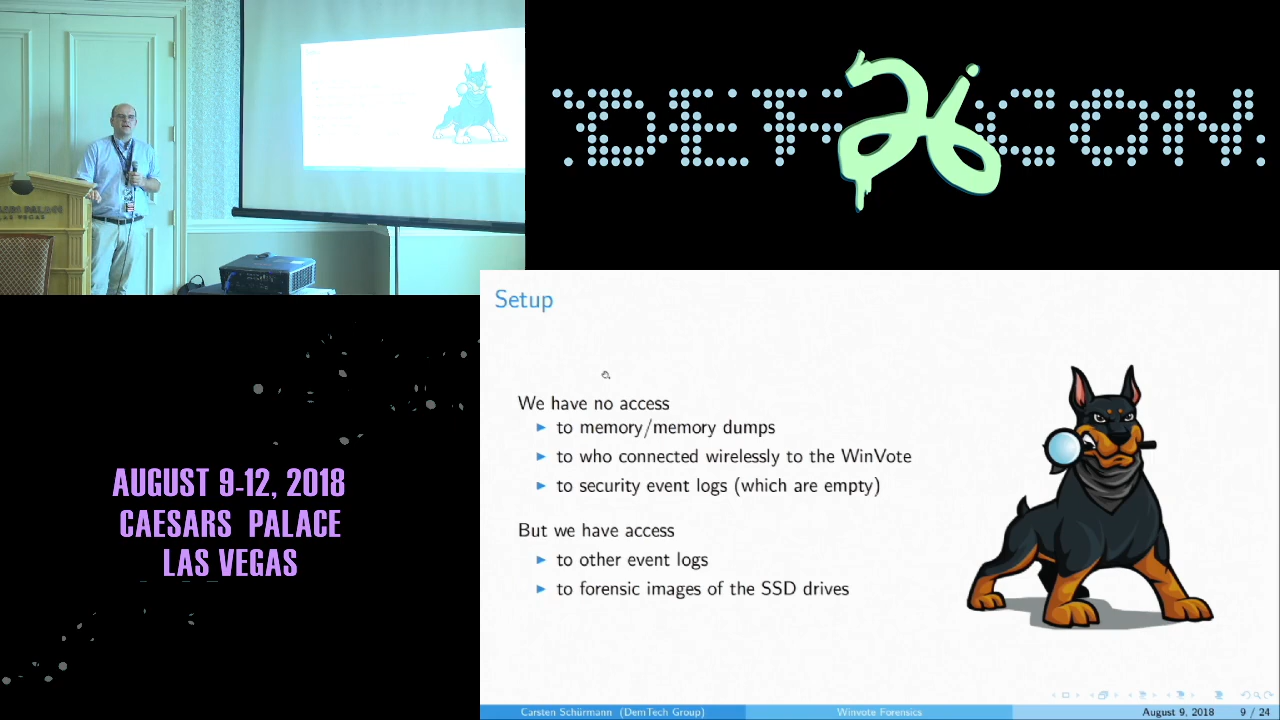 DEF 26 CON
AUGUST 9-12, 2018
CAESARS PALACE
LAS VEGAS
Setup
We have no access
to memory/memory dumps
to who connected wirelessly to the WinVote
to security event logs (which are empty)
But we have access
to other event logs
to forensic images of the SSD drives
Carsten Schürmann (DemTech Group)
Winvote Forensics
August 9, 2018
9 / 24